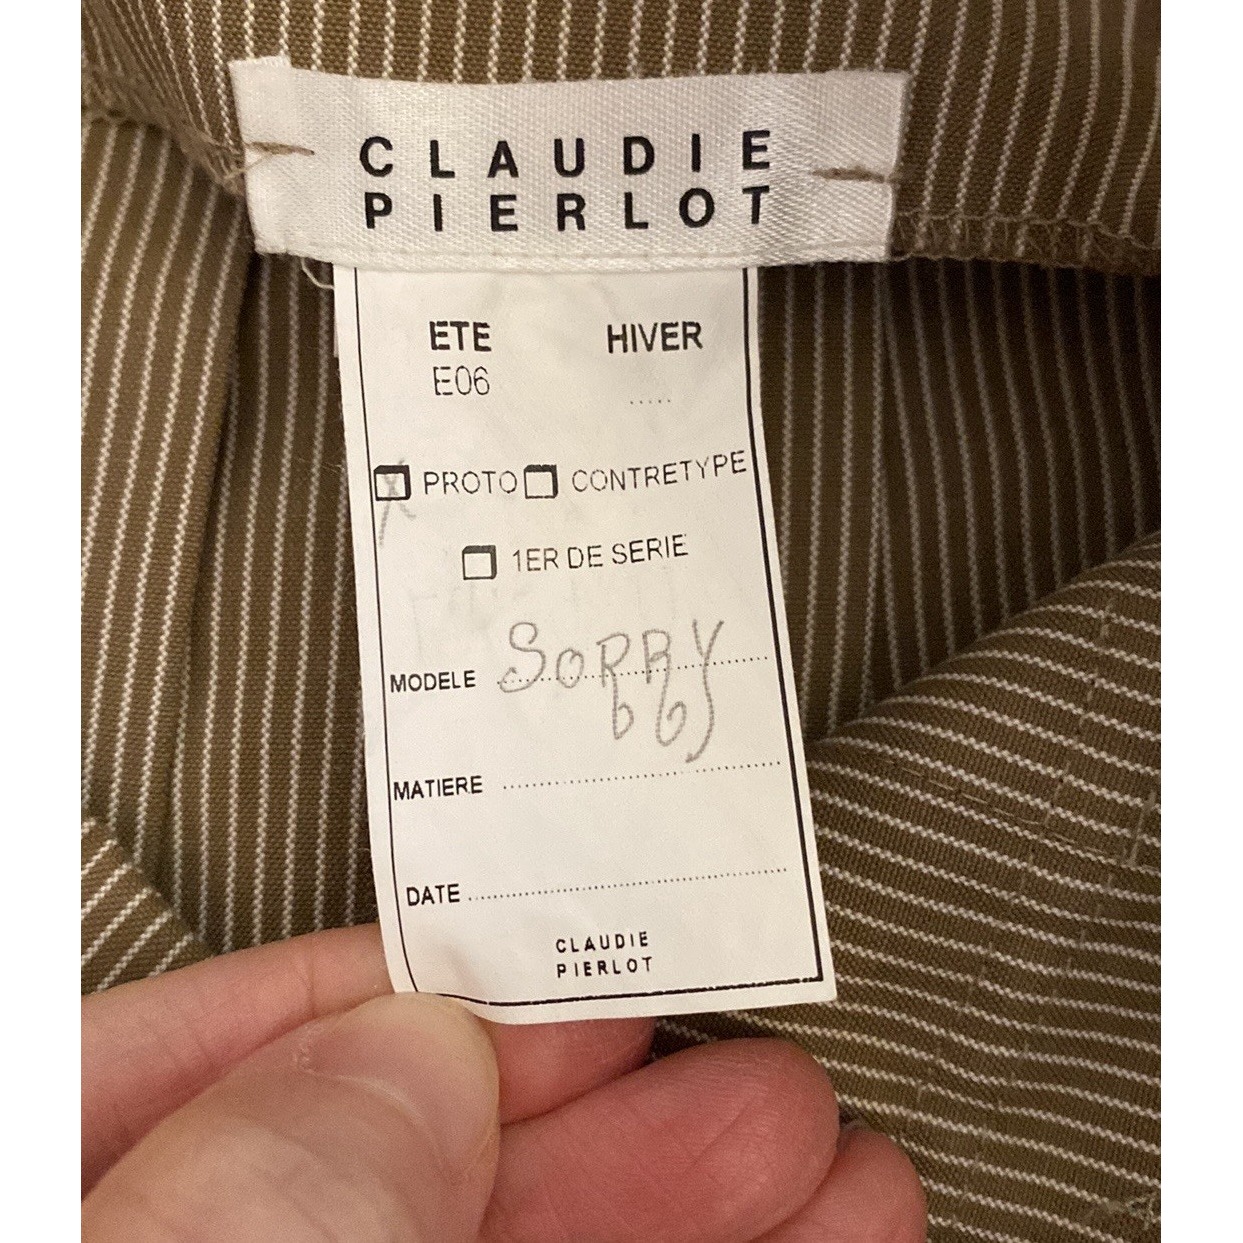 CLAUDIE
PIERLOT
ETE HIVER
E06 .....
PROTO CONTRETYPE
1ER DE SERIE
MODELE SORRY
MATIERE
DATE
CLAUDIE
PIERLOT